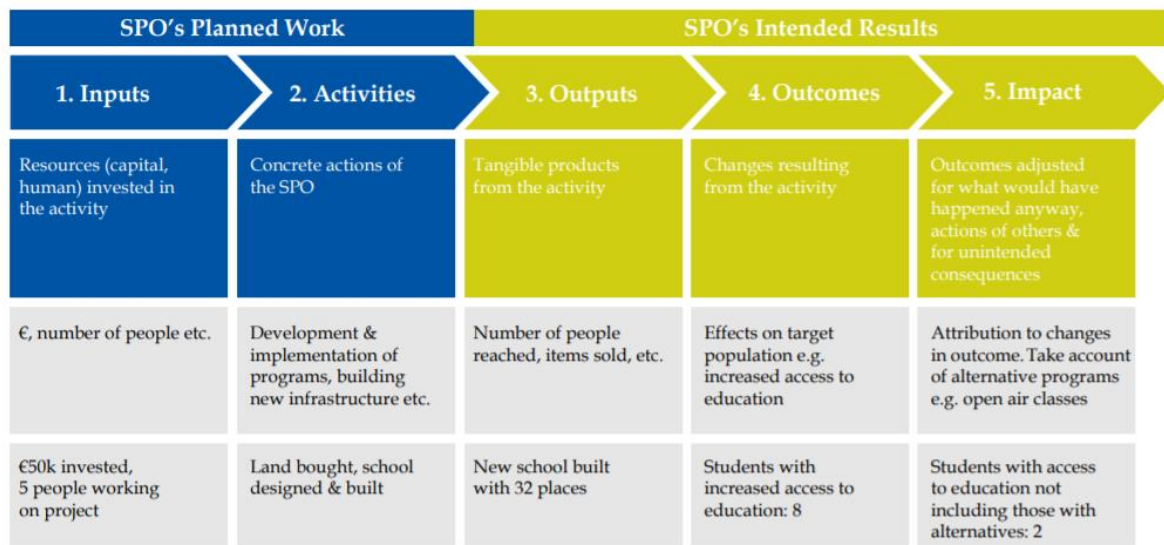 SPO’s Planned Work
SPO’s Intended Results
1. Inputs
2. Activities
3. Outputs
4. Outcomes
5. Impact
Resources (capital,
human) invested in
the activity
Concrete actions of
the SPO
Tangible products
from the activity
Changes resulting
from the activity
Outcomes adjusted
for what would have
happened anyway,
actions of others &
for unintended
consequences
€, number of people etc.
Development &
implementation of
programs, building
new infrastructure etc.
Number of people
reached, items sold, etc.
Effects on target
population e.g.
increased access to
education
Attribution to changes
in outcome. Take account
of alternative programs
e.g. open air classes
€50k invested,
5 people working
on project
Land bought, school
designed & built
New school built
with 32 places
Students with
increased access to
education: 8
Students with access
to education not
including those with
alternatives: 2